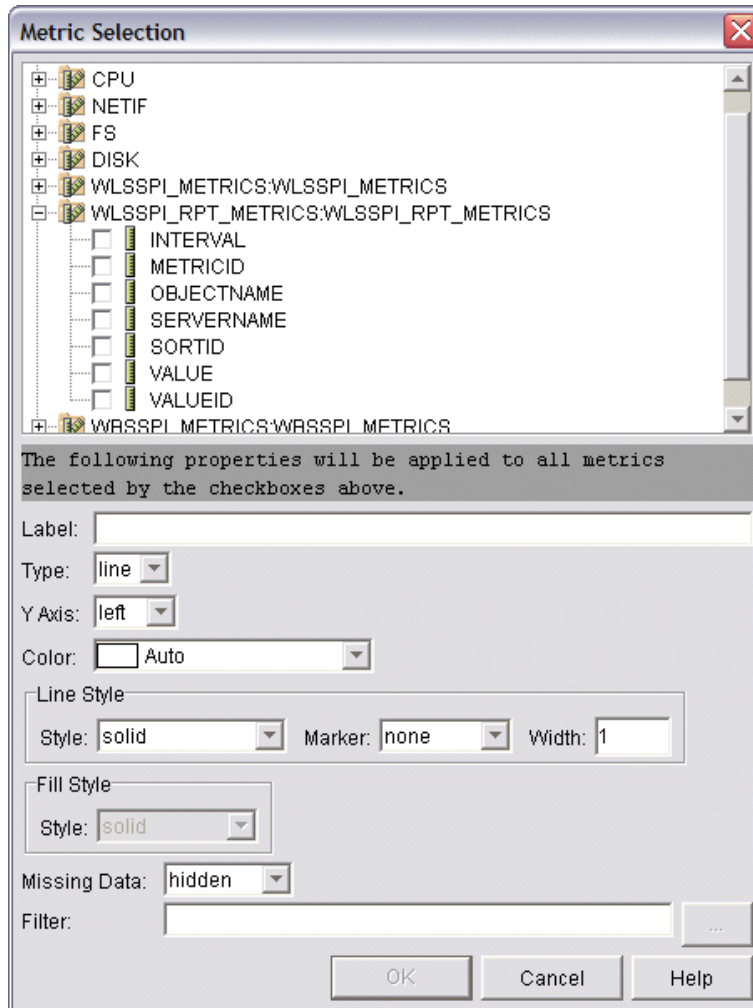 Metric Selection
CPU
NETIF
FS
DISK
WLSSPI_METRICS:WLSSPI_METRICS
WLSSPI_RPT_METRICS:WLSSPI_RPT_METRICS
INTERVAL
METRICID
OBJECTNAME
SERVERNAME
SORTID
VALUE
VALUEID
WBSSPI_METRICS:WBSSPI_METRICS
The following properties will be applied to all metrics
selected by the checkboxes above.
Label:
Type: line
Y Axis: left
Color: Auto
Line Style
Style: solid Marker: none Width: 1
Fill Style
Style: solid
Missing Data: hidden
Filter: ...
OK Cancel Help